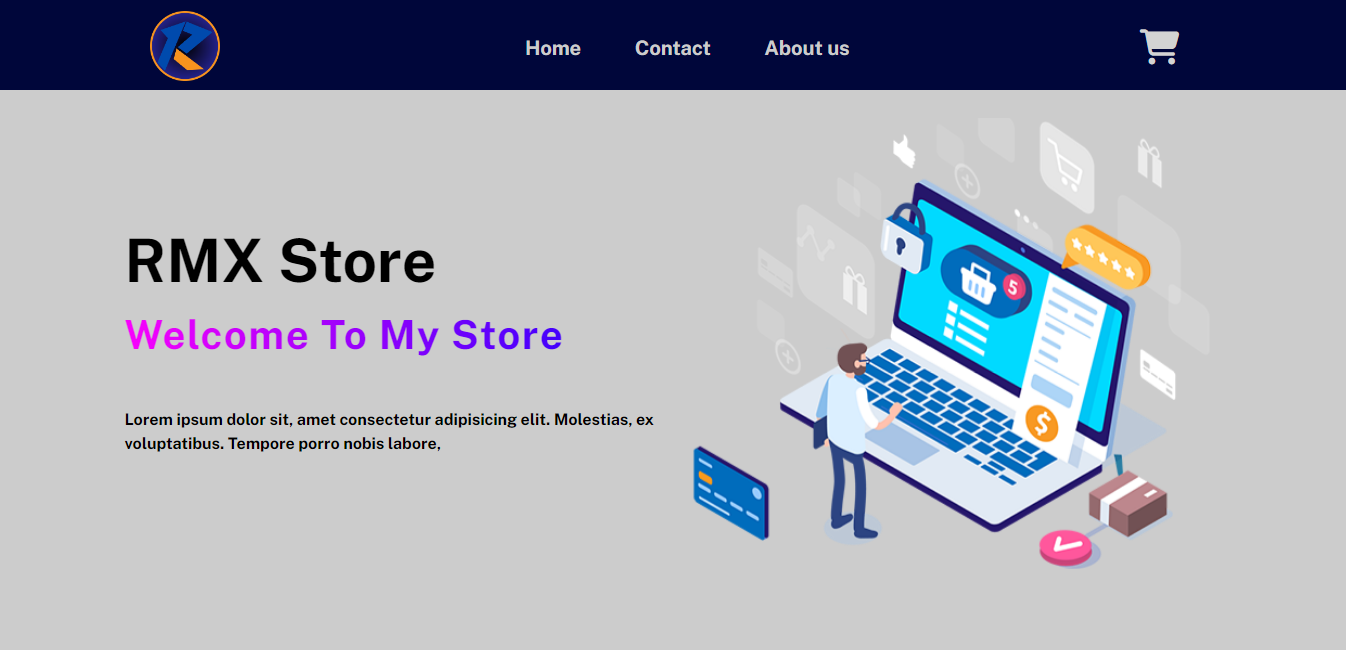 R
Home Contact About us
RMX Store
Welcome To My Store
Lorem ipsum dolor sit, amet consectetur adipisicing elit. Molestias, ex
voluptatibus. Tempore porro nobis labore,
5
$